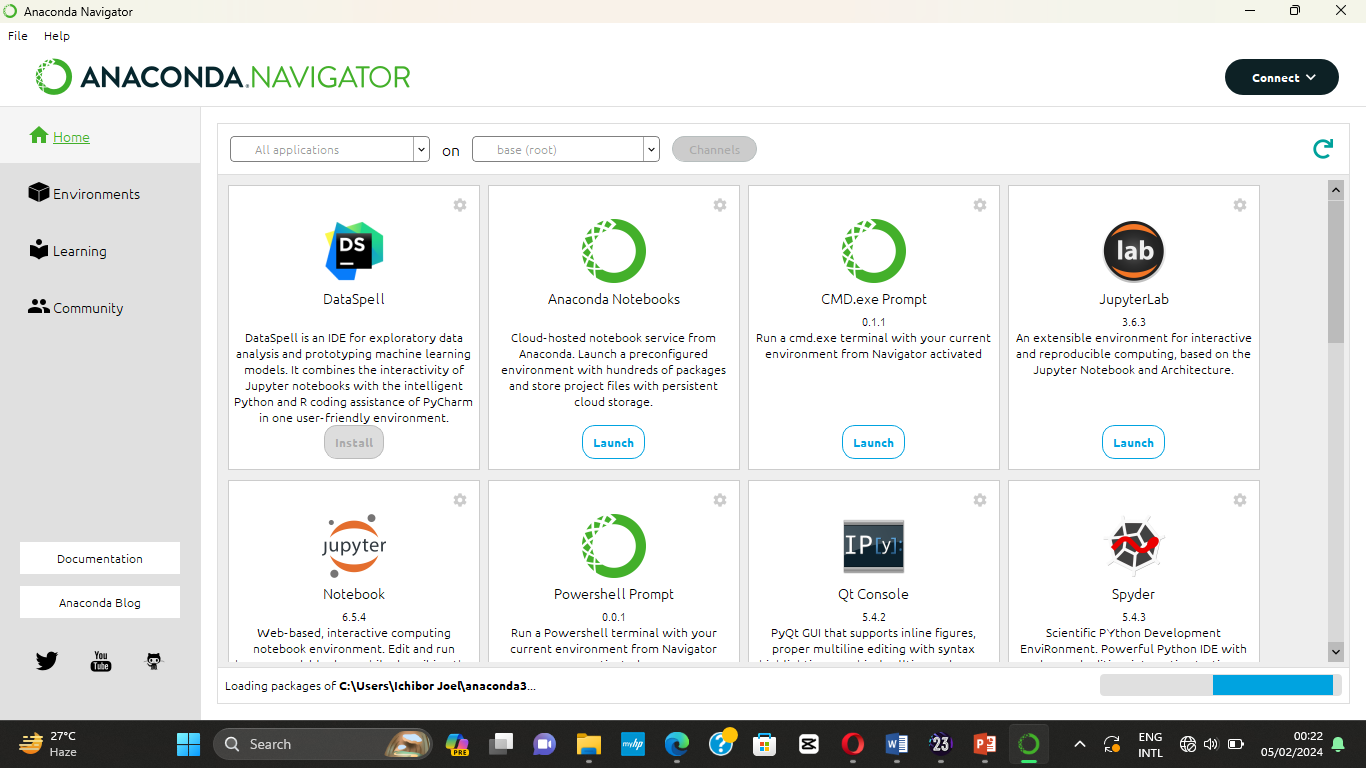 Anaconda Navigator
File Help
ANACONDA.NAVIGATOR
Connect
Home
Environments
Learning
Community
Documentation
Anaconda Blog
You
Tube
All applications
on
base (root)
Channels
DS
DataSpell
DataSpell is an IDE for exploratory data
analysis and prototyping machine learning
models. It combines the interactivity of
Jupyter notebooks with the intelligent
Python and R coding assistance of PyCharm
in one user-friendly environment.
Install
Anaconda Notebooks
Cloud-hosted notebook service from
Anaconda. Launch a preconfigured
environment with hundreds of packages
and store project files with persistent
cloud storage.
Launch
CMD.exe Prompt
0.1.1
Run a cmd.exe terminal with your current
environment from Navigator activated
Launch
lab
JupyterLab
3.6.3
An extensible environment for interactive
and reproducible computing, based on the
Jupyter Notebook and Architecture.
Launch
jupyter
Notebook
6.5.4
Web-based, interactive computing
notebook environment. Edit and run
Powershell Prompt
0.0.1
Run a Powershell terminal with your
current environment from Navigator
IP[y]:
Qt Console
5.4.2
PyQt GUI that supports inline figures,
proper multiline editing with syntax
Spyder
5.4.3
Scientific PYthon Development
EnviRonment. Powerful Python IDE with
Loading packages of C:\Users\Ichibor Joel\anaconda3...
27°C
Haze
Search
PRE
myhp
23
ENG
INTL
00:22
05/02/2024